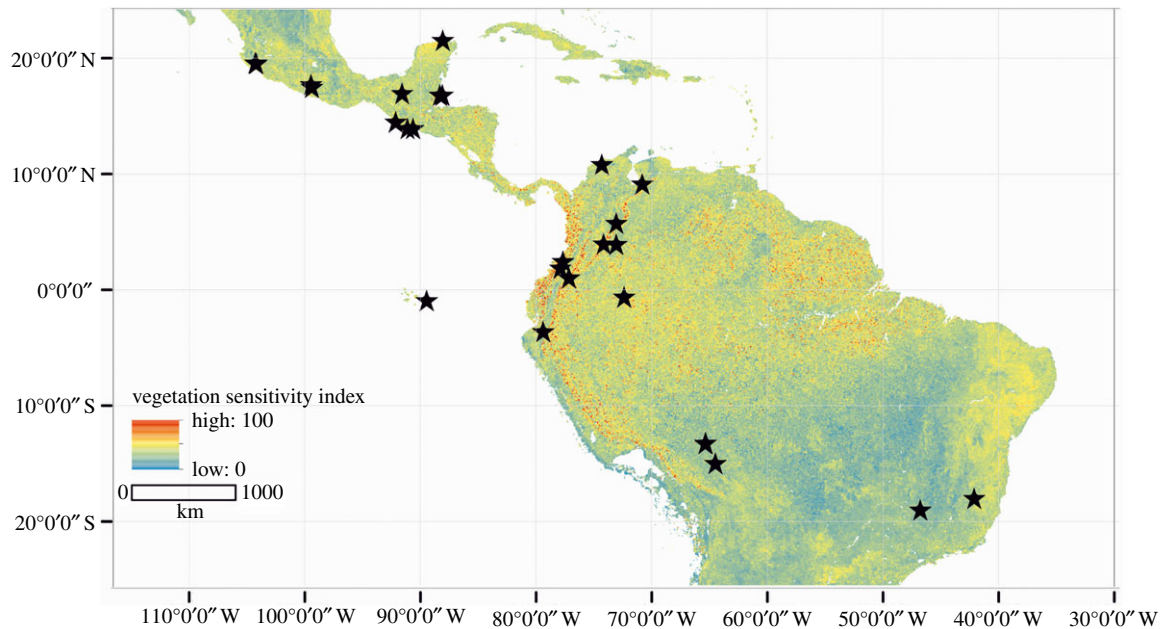 20°0′0″ N
10°0′0″ N
0°0′0″
10°0′0″ S
20°0′0″ S
vegetation sensitivity index
high: 100
low: 0
0 1000
km
110°0′0″ W 100°0′0″ W 90°0′0″ W 80°0′0″ W 70°0′0″ W 60°0′0″ W 50°0′0″ W 40°0′0″ W 30°0′0″ W